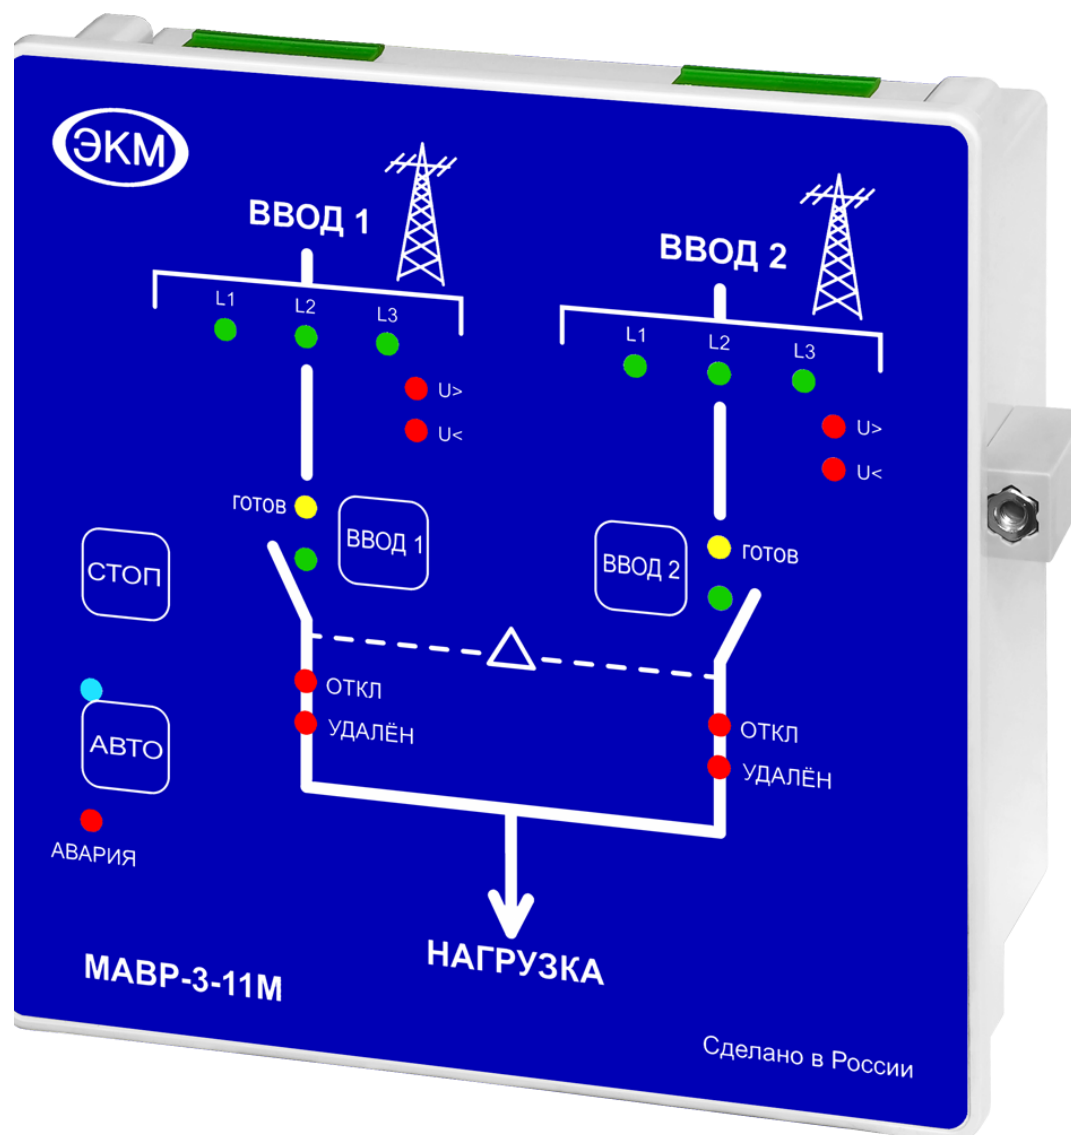 ЭКМ
ВВОД 1
ВВОД 2
L1
L2
L3
L1
L2
L3
U>
U<
U>
U<
готов
ВВОД 1
ВВОД 2
готов
СТОП
ОТКЛ
УДАЛЁН
ОТКЛ
УДАЛЁН
АВТО
АВАРИЯ
НАГРУЗКА
МАВР-3-11М
Сделано в России